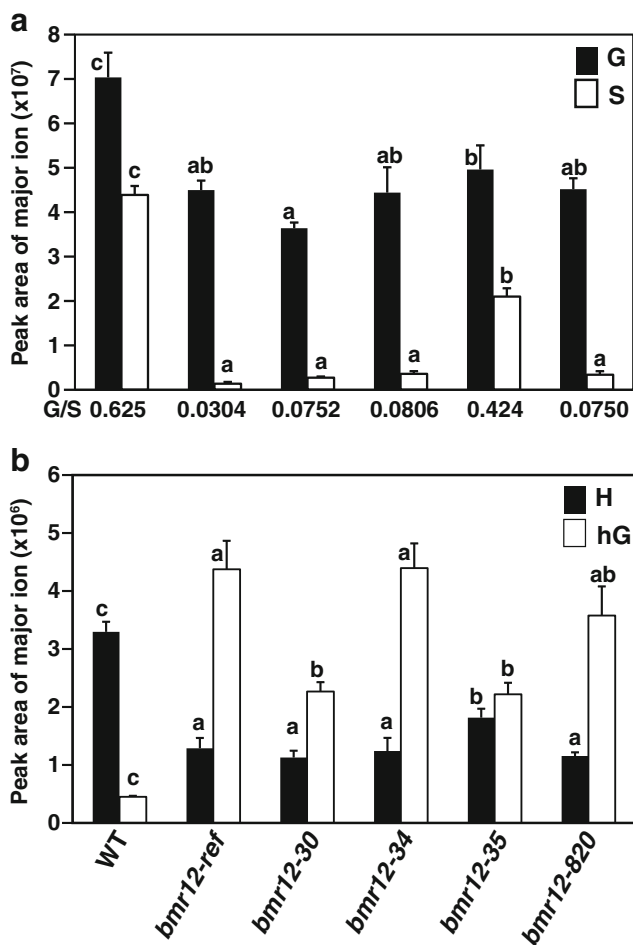 a
Peak area of major ion (x10⁷)
8
7
6
5
4
3
2
1
0
G
S
c
c
ab
a
a
a
ab
a
b
b
ab
a
G/S 0.625 0.0304 0.0752 0.0806 0.424 0.0750
b
Peak area of major ion (x10⁶)
6
5
4
3
2
1
0
H
hG
c
c
a
a
a
b
a
a
b
b
a
ab
WT
bmr12-ref
bmr12-30
bmr12-34
bmr12-35
bmr12-820